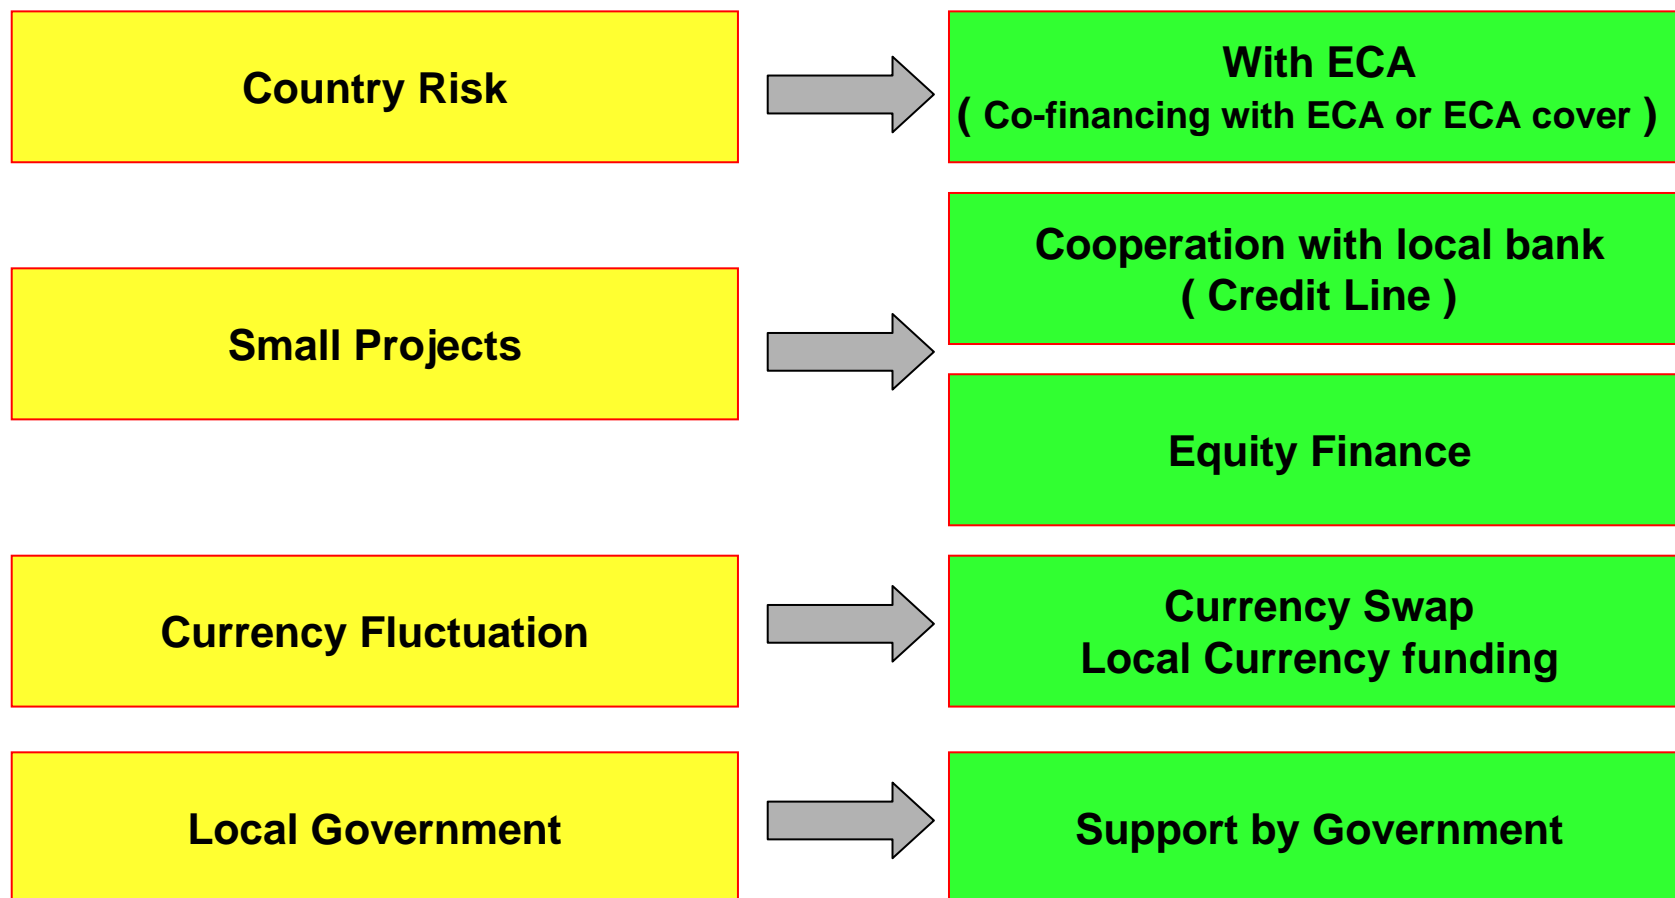 Country Risk
With ECA
( Co-financing with ECA or ECA cover )
Small Projects
Cooperation with local bank
( Credit Line )
Equity Finance
Currency Fluctuation
Currency Swap
Local Currency funding
Local Government
Support by Government